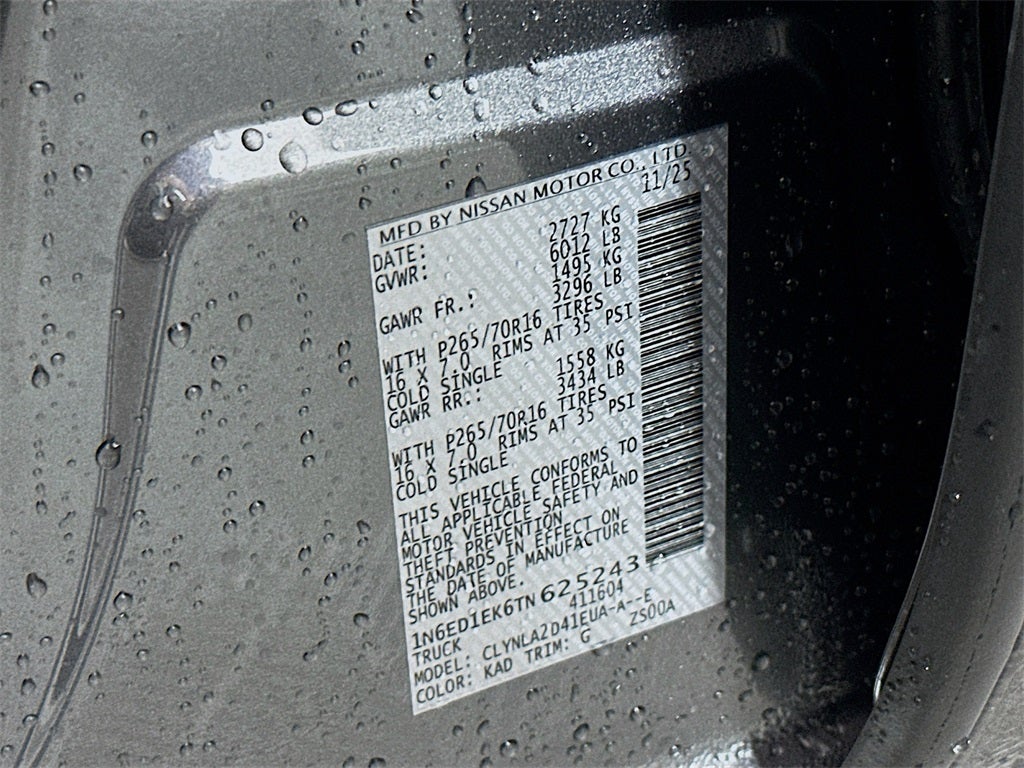 MFD BY NISSAN MOTOR CO., LTD.
DATE: 11/25
GVWR: 2727 KG
6012 LB
GAWR FR.: 1495 KG
3296 LB
WITH P265/70R16 TIRES
16 X 7.0 RIMS AT 35 PSI
COLD SINGLE
GAWR RR.: 1558 KG
3434 LB
WITH P265/70R16 TIRES
16 X 7.0 RIMS AT 35 PSI
COLD SINGLE
THIS VEHICLE CONFORMS TO
ALL APPLICABLE FEDERAL
MOTOR VEHICLE SAFETY AND
THEFT PREVENTION
STANDARDS IN EFFECT ON
THE DATE OF MANUFACTURE
SHOWN ABOVE.
1N6ED1EK6TN625243
TRUCK 411604
MODEL: CLYNLA2D41EUA-A--E
COLOR: KAD TRIM: G ZS00A